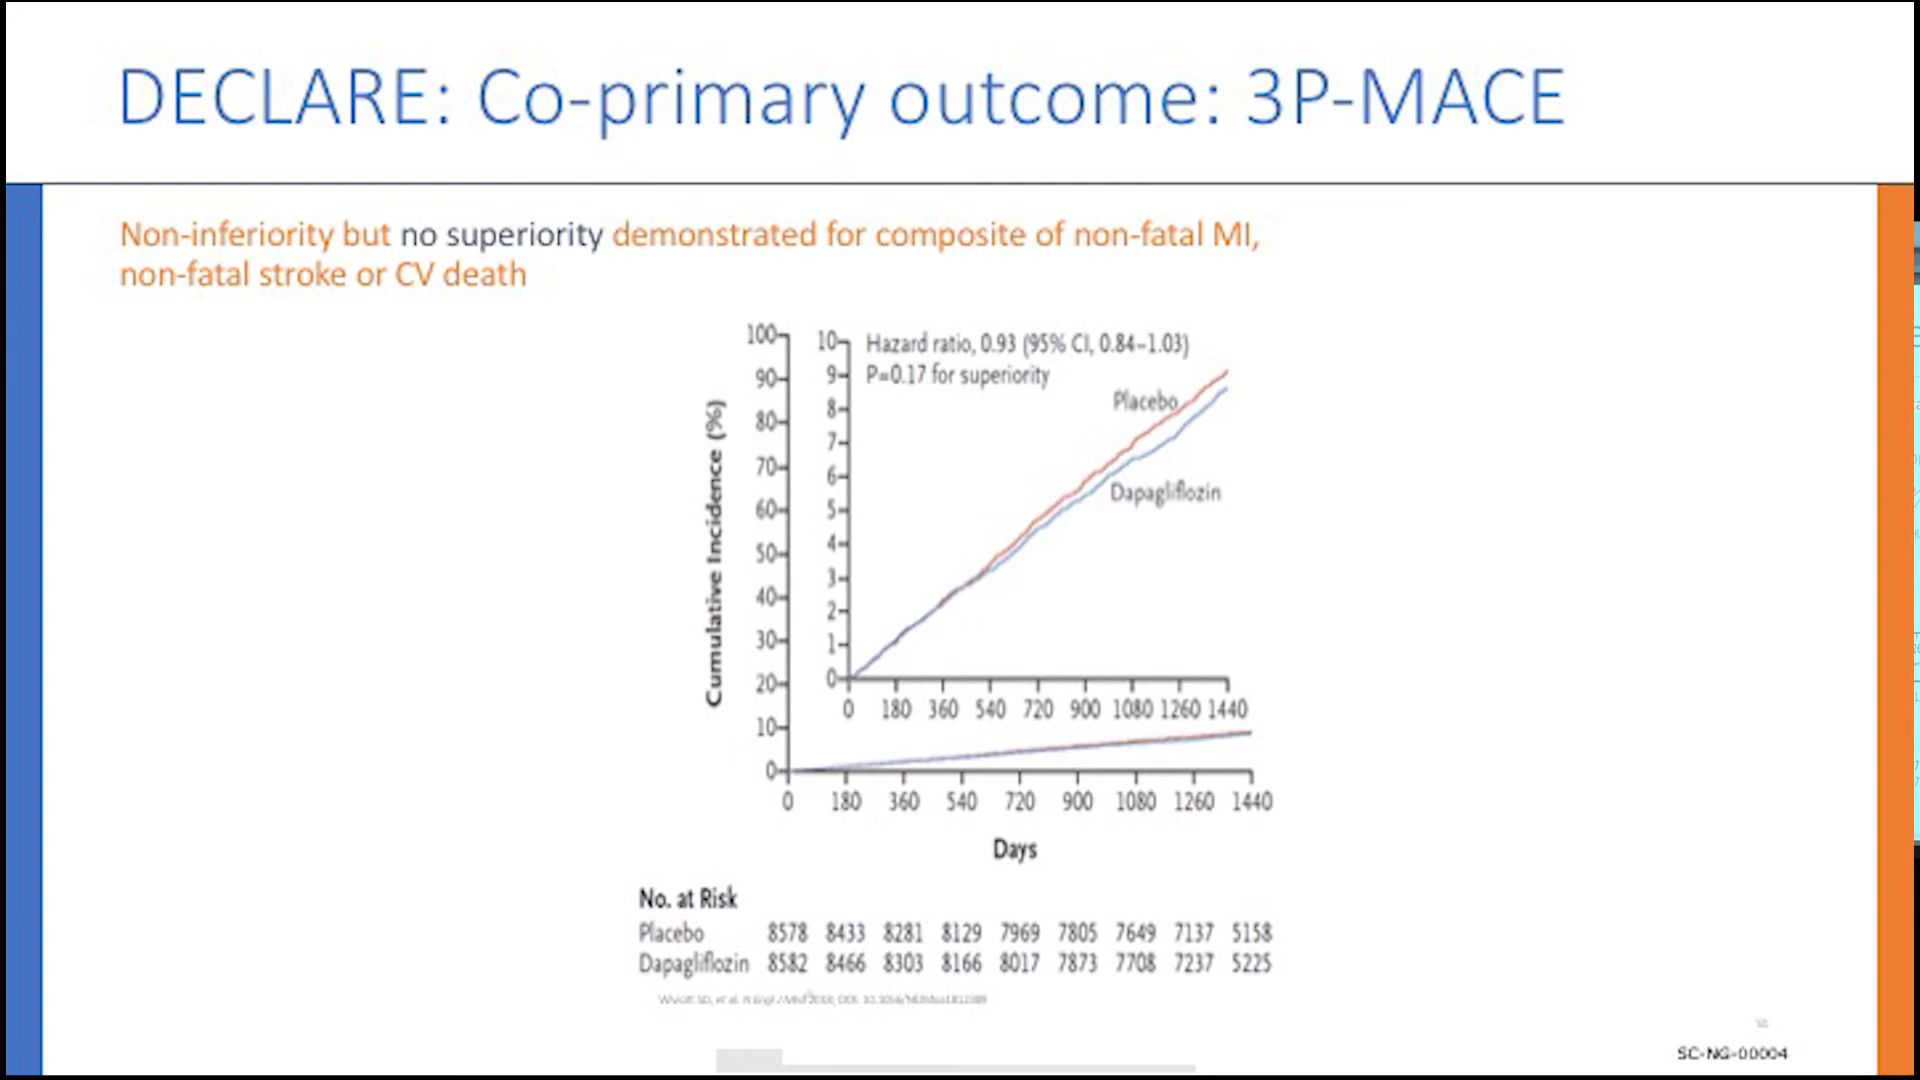 DECLARE: Co-primary outcome: 3P-MACE
Non-inferiority but no superiority demonstrated for composite of non-fatal MI,
non-fatal stroke or CV death
Cumulative Incidence (%)
100
90
80
70
60
50
40
30
20
10
0
10
9
8
7
6
5
4
3
2
1
0
Hazard ratio, 0.93 (95% CI, 0.84–1.03)
P=0.17 for superiority
Placebo
Dapagliflozin
0 180 360 540 720 900 1080 1260 1440
0 180 360 540 720 900 1080 1260 1440
Days
No. at Risk
Placebo 8578 8433 8281 8129 7969 7805 7649 7137 5158
Dapagliflozin 8582 8466 8303 8166 8017 7873 7708 7237 5225
SC-NG-00004